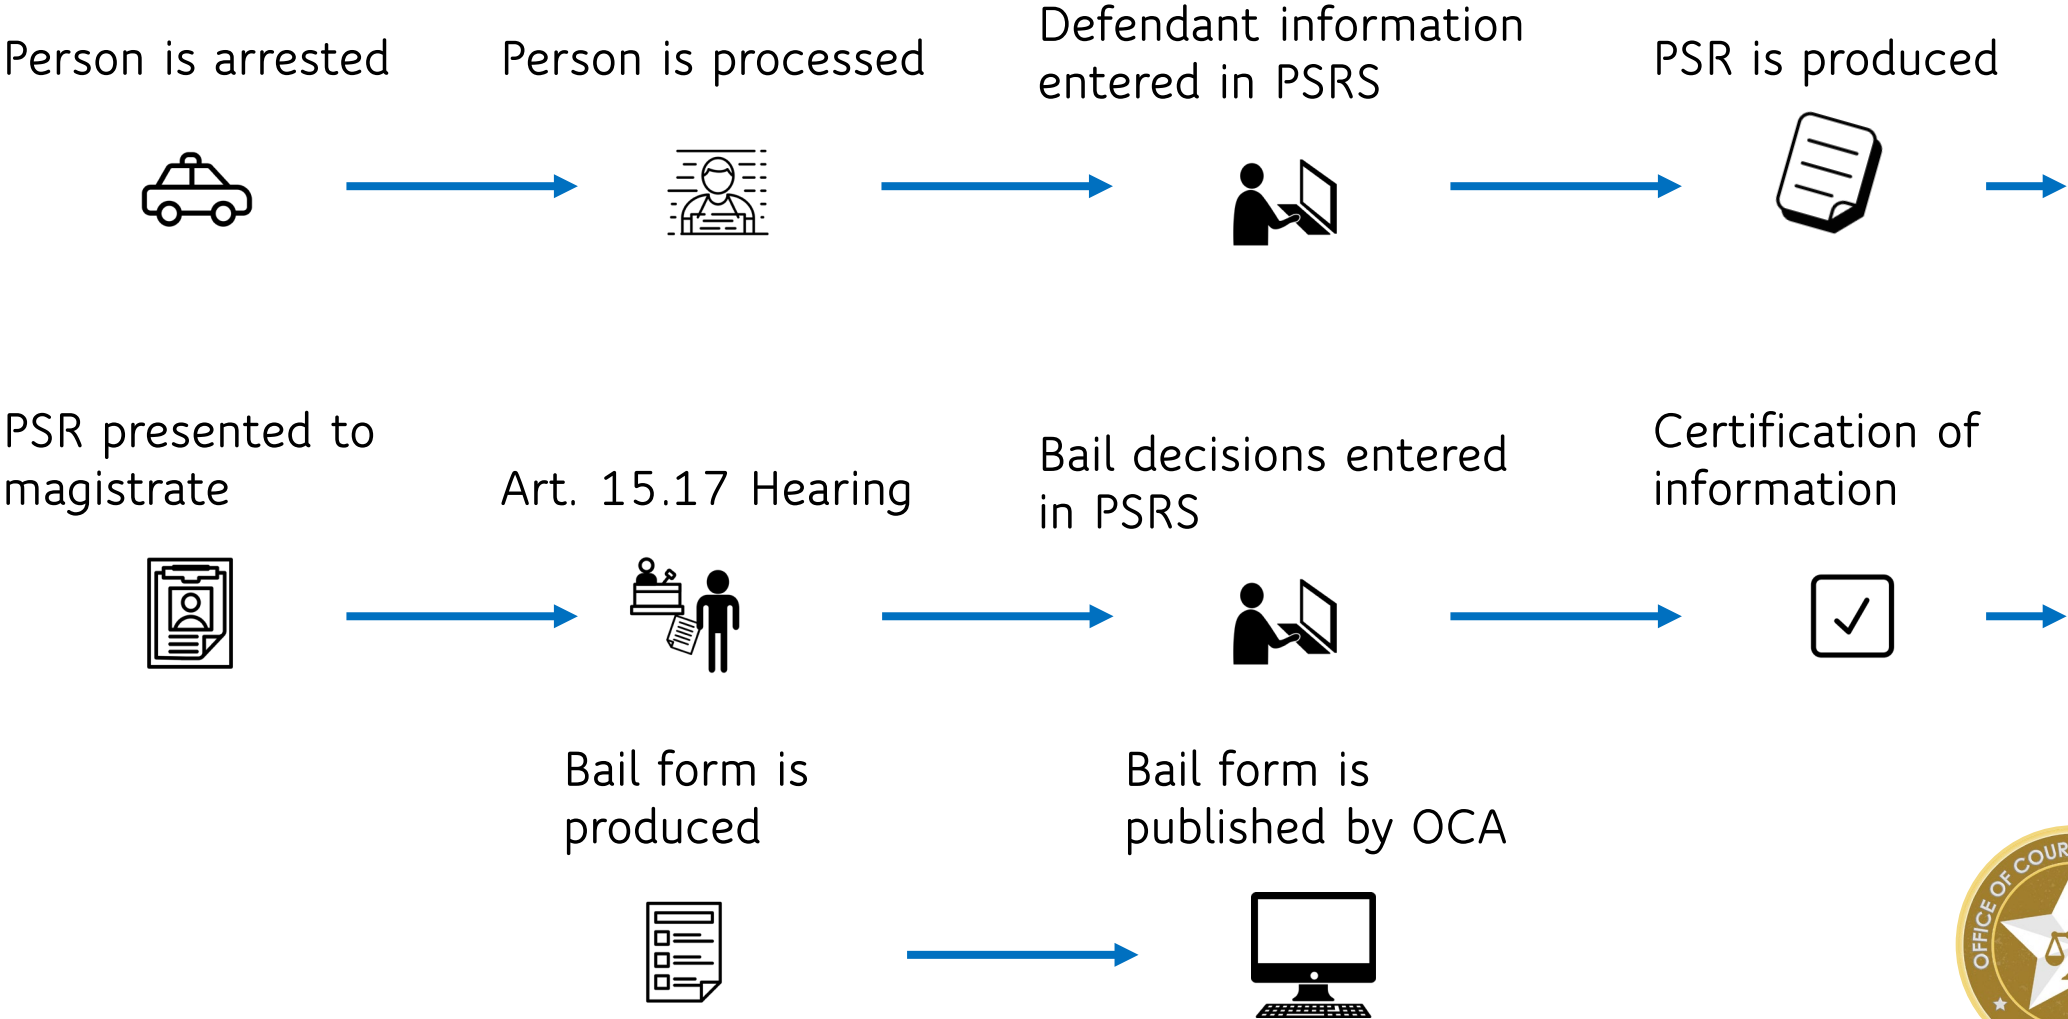 Person is arrested
Person is processed
Defendant information
entered in PSRS
PSR is produced
PSR presented to
magistrate
Art. 15.17 Hearing
Bail decisions entered
in PSRS
Certification of
information
Bail form is
produced
Bail form is
published by OCA
OFFICE OF